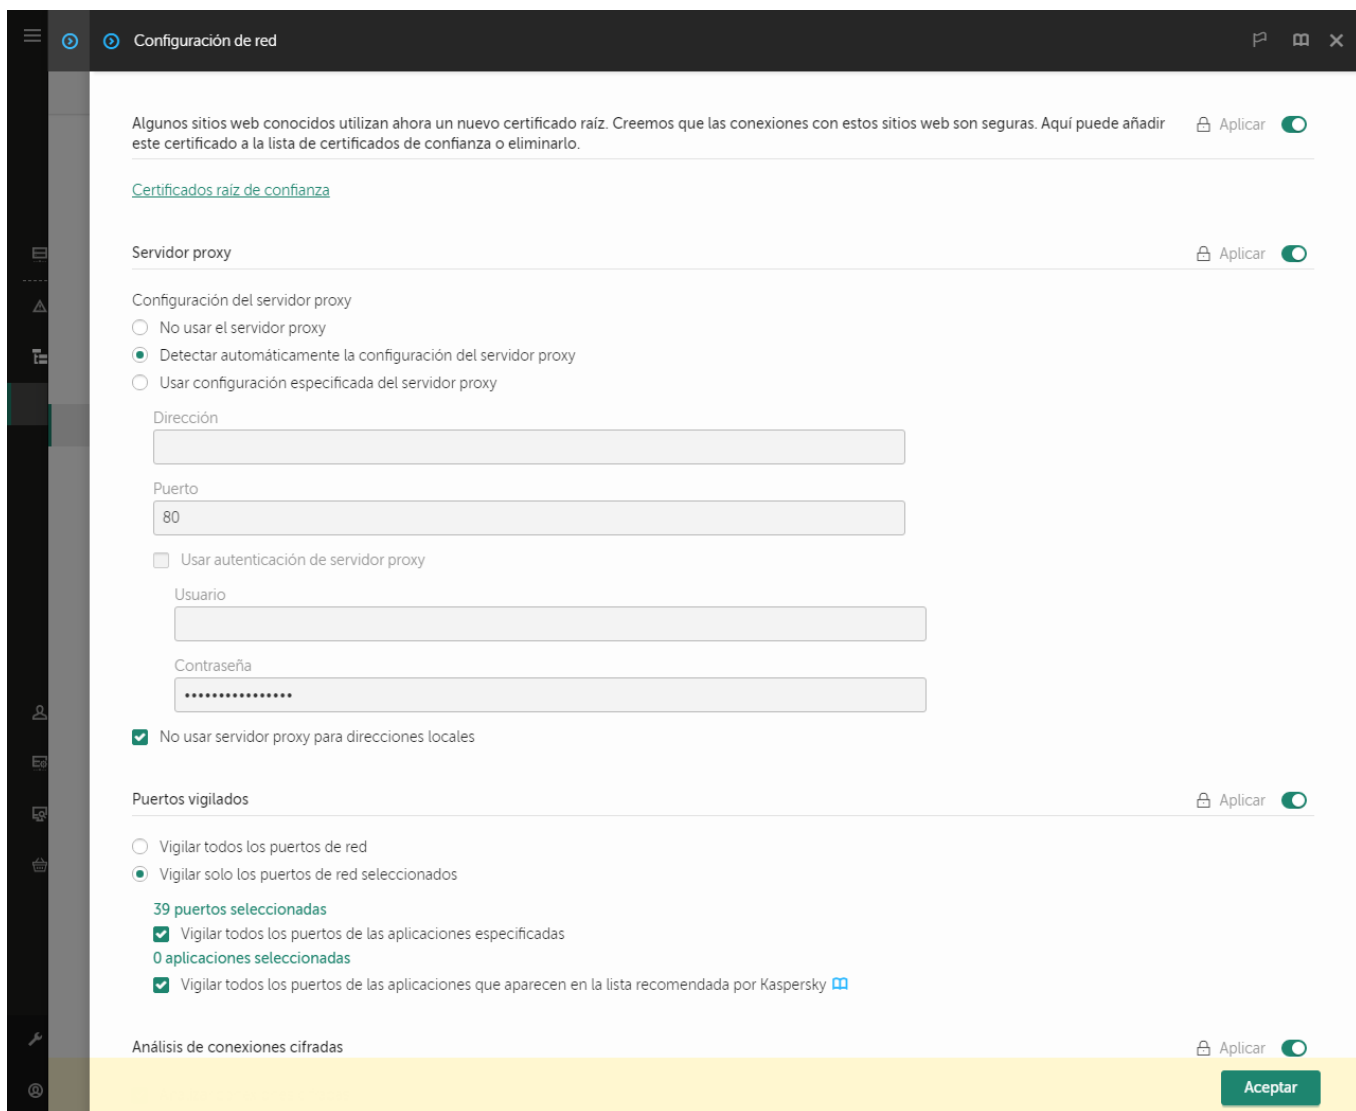 Configuración de red
Algunos sitios web conocidos utilizan ahora un nuevo certificado raíz. Creemos que las conexiones con estos sitios web son seguras. Aquí puede añadir
este certificado a la lista de certificados de confianza o eliminarlo.
Aplicar
Certificados raíz de confianza
Servidor proxy
Aplicar
Configuración del servidor proxy
No usar el servidor proxy
Detectar automáticamente la configuración del servidor proxy
Usar configuración especificada del servidor proxy
Dirección
Puerto
80
Usar autenticación de servidor proxy
Usuario
Contraseña
••••••••••••••••
No usar servidor proxy para direcciones locales
Puertos vigilados
Aplicar
Vigilar todos los puertos de red
Vigilar solo los puertos de red seleccionados
39 puertos seleccionadas
Vigilar todos los puertos de las aplicaciones especificadas
0 aplicaciones seleccionadas
Vigilar todos los puertos de las aplicaciones que aparecen en la lista recomendada por Kaspersky
Análisis de conexiones cifradas
Aplicar
Aceptar